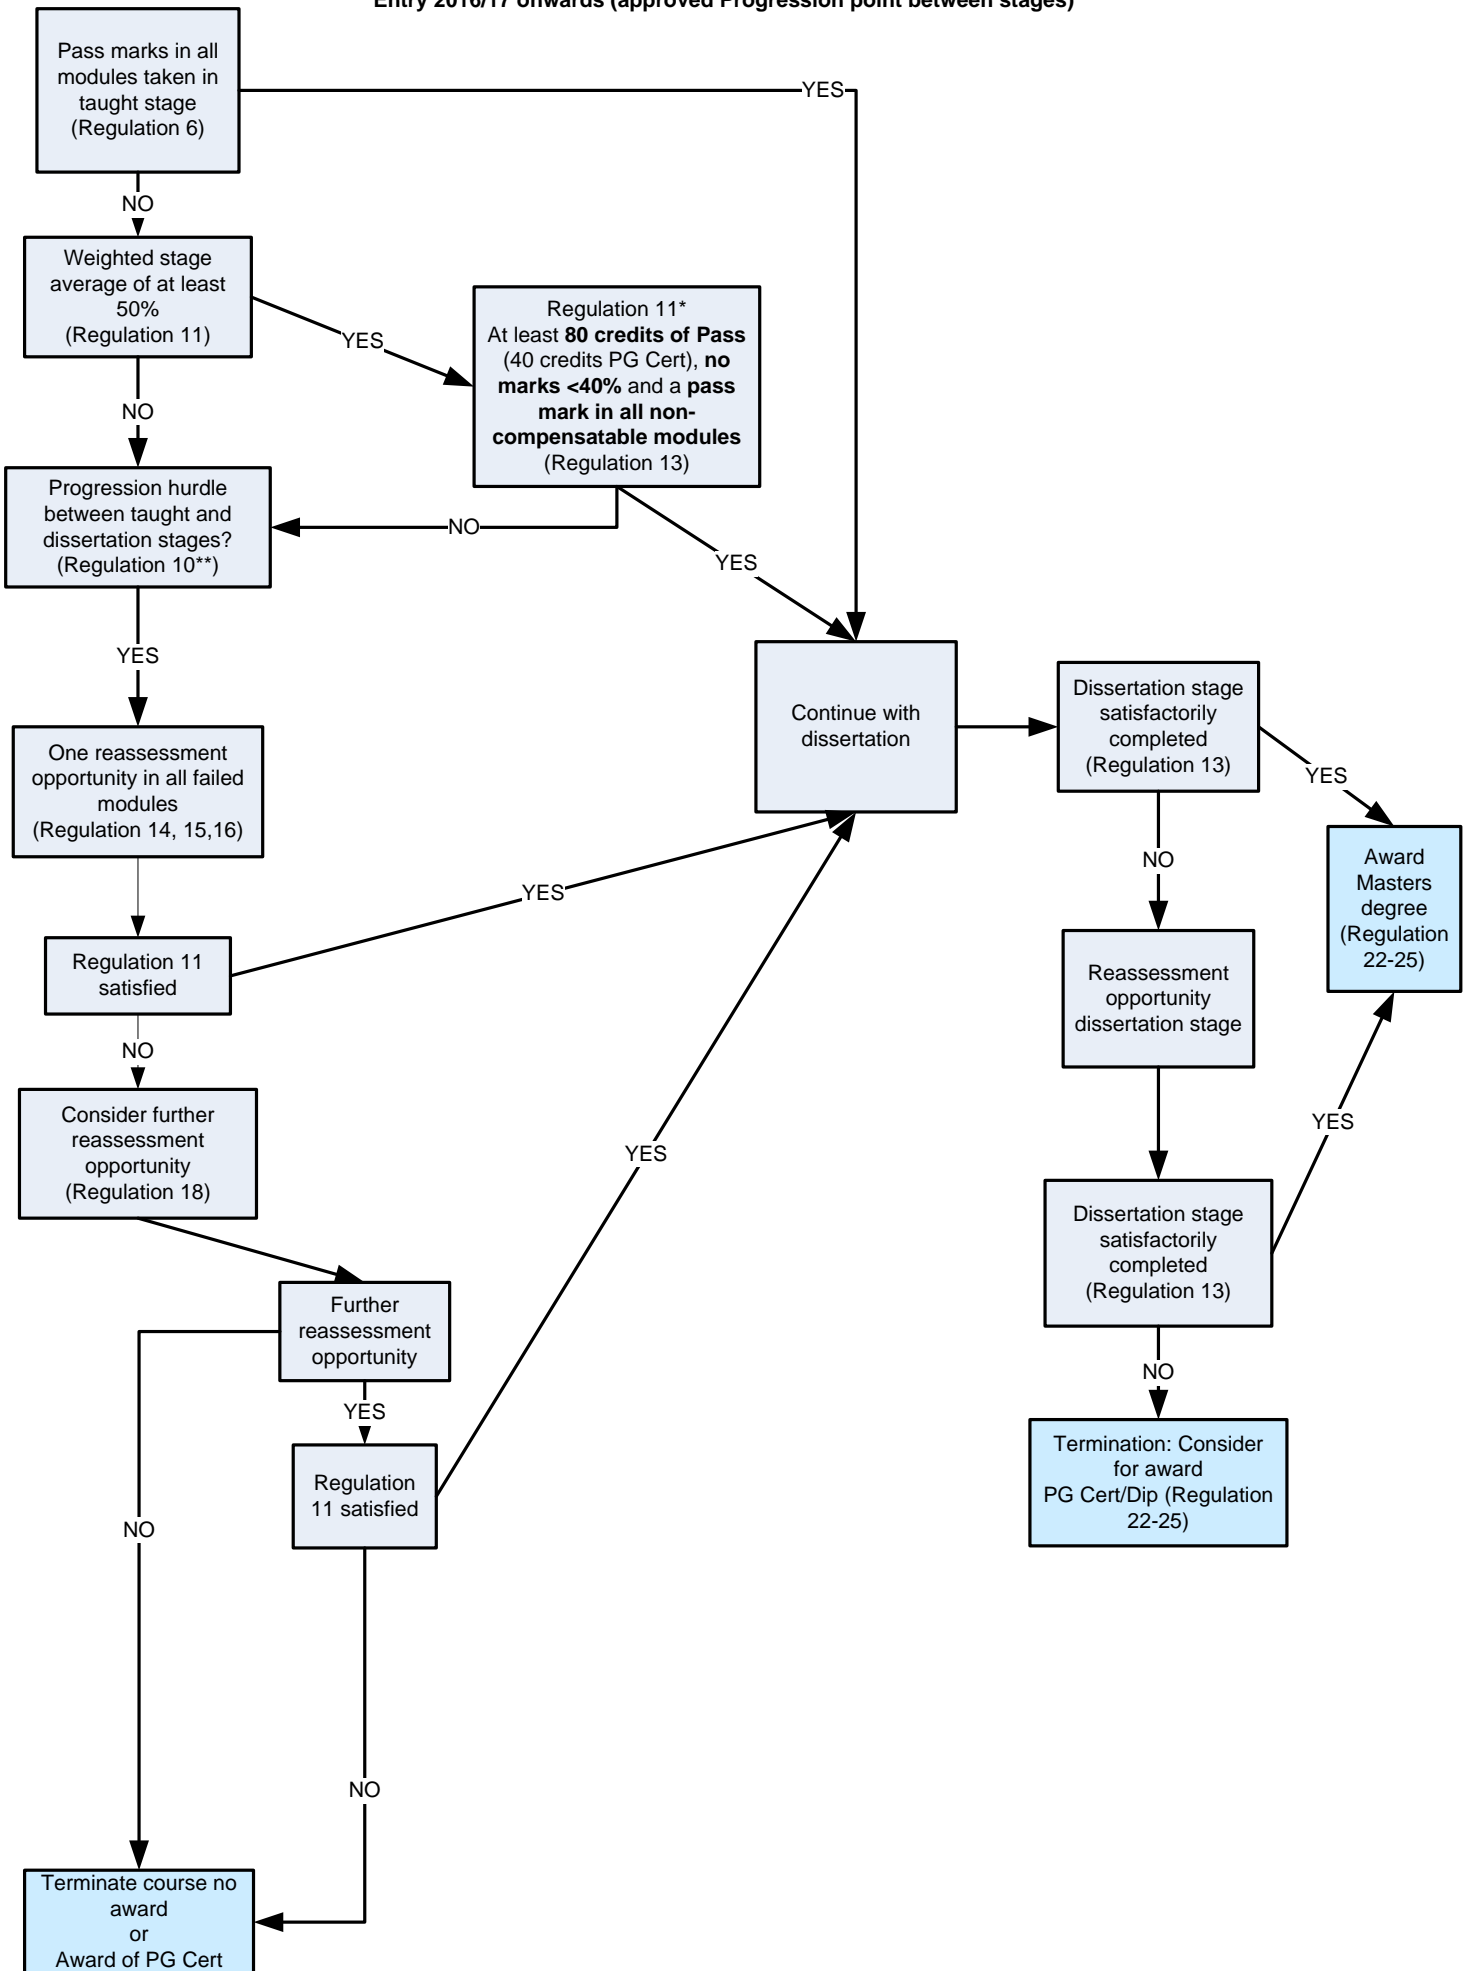 Entry 2016/17 onwards (approved Progression point between stages)
Pass marks in all
modules taken in
taught stage
(Regulation 6)
YES
NO
Weighted stage
average of at least
50%
(Regulation 11)
YES
Regulation 11*
At least 80 credits of Pass
(40 credits PG Cert), no
marks <40% and a pass
mark in all non-
compensatable modules
(Regulation 13)
NO
Progression hurdle
between taught and
dissertation stages?
(Regulation 10**)
NO
YES
YES
One reassessment
opportunity in all failed
modules
(Regulation 14, 15,16)
Continue with
dissertation
Dissertation stage
satisfactorily
completed
(Regulation 13)
YES
NO
Award
Masters
degree
(Regulation
22-25)
YES
Regulation 11
satisfied
Reassessment
opportunity
dissertation stage
NO
Consider further
reassessment
opportunity
(Regulation 18)
YES
YES
Dissertation stage
satisfactorily
completed
(Regulation 13)
Further
reassessment
opportunity
NO
YES
Termination: Consider
for award
PG Cert/Dip (Regulation
22-25)
Regulation
11 satisfied
NO
NO
Terminate course no
award
or
Award of PG Cert